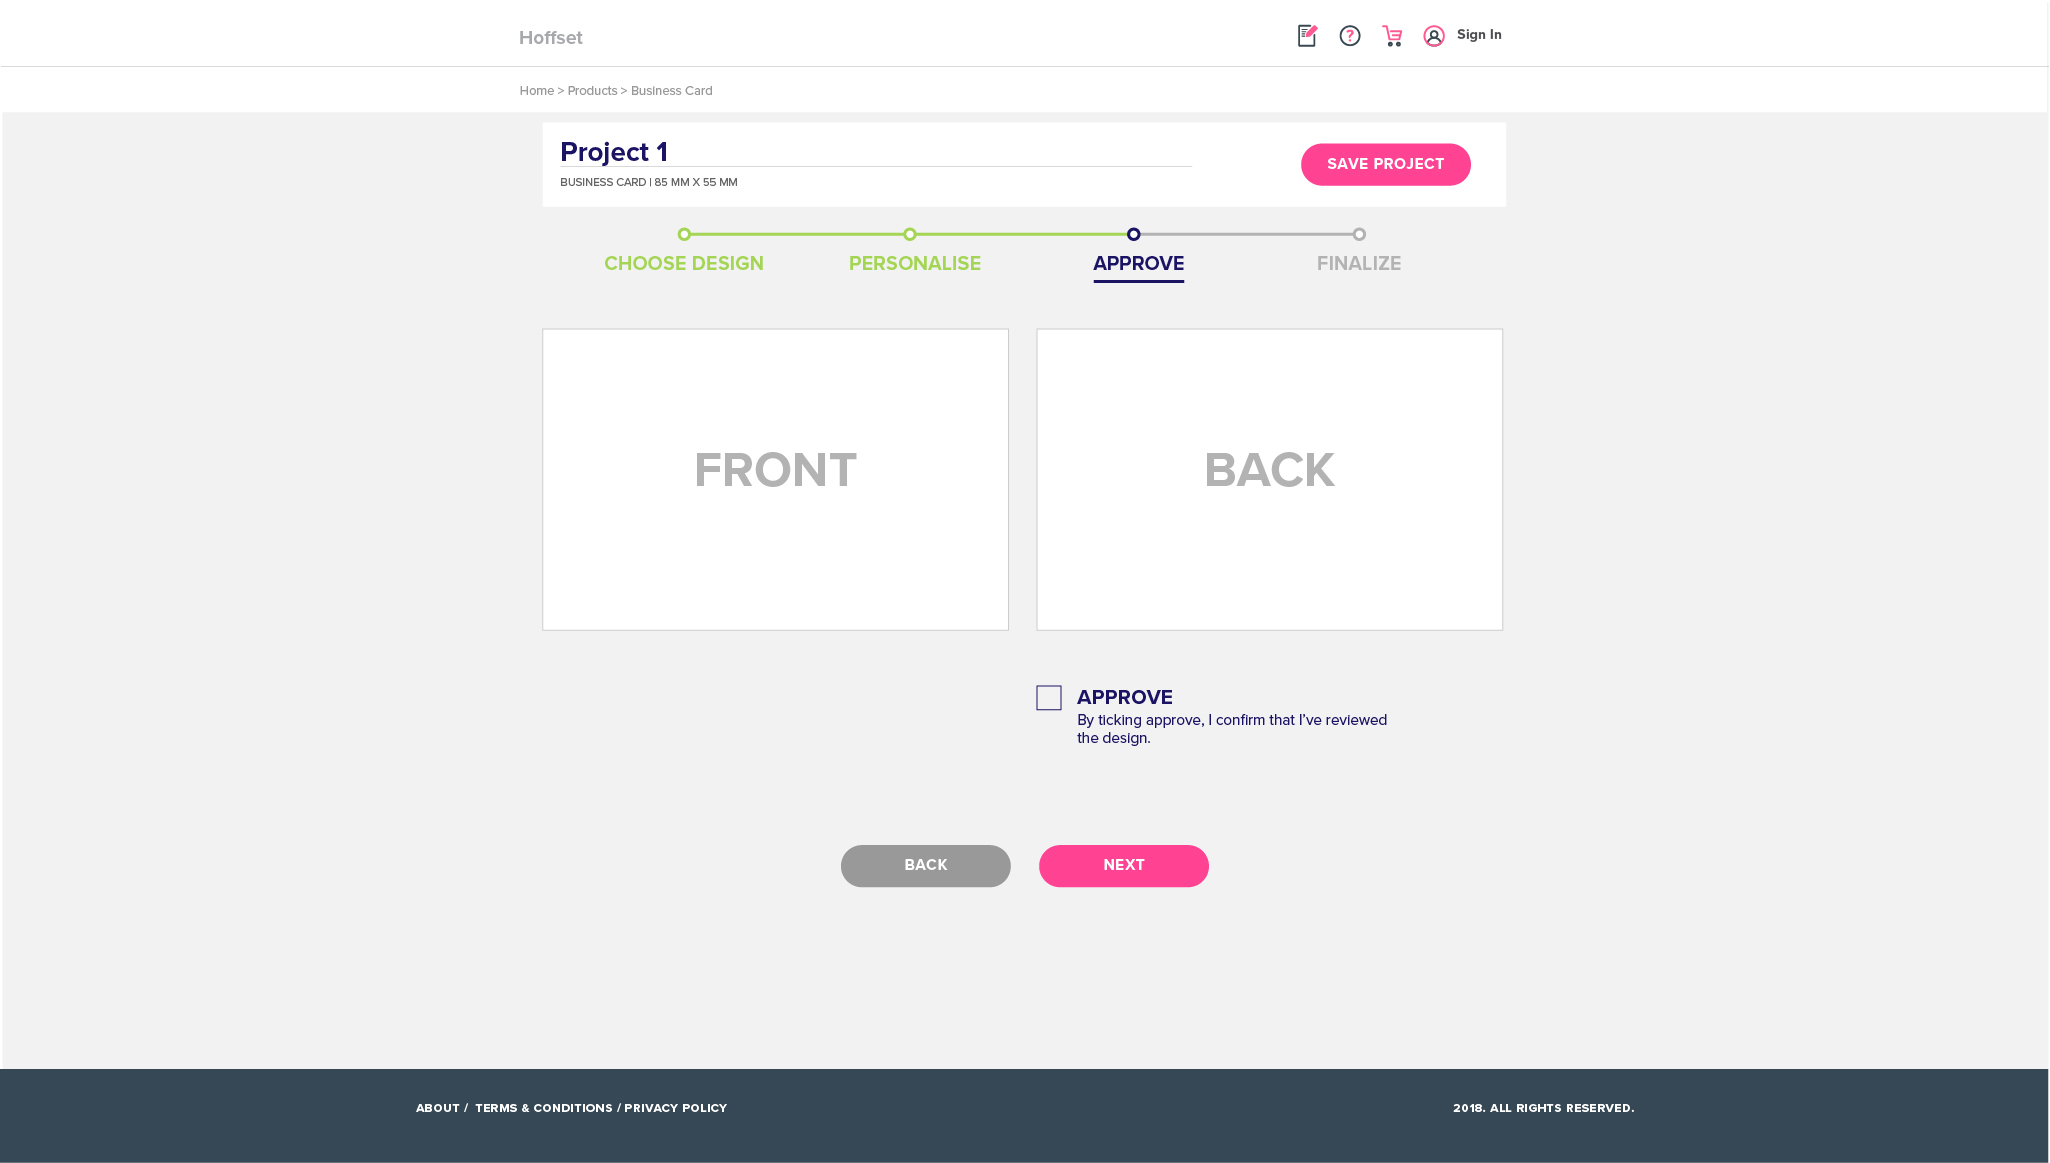 Hoffset
Sign In
Home > Products > Business Card
Project 1
SAVE PROJECT
BUSINESS CARD | 85 MM X 55 MM
CHOOSE DESIGN
PERSONALISE
APPROVE
FINALIZE
FRONT
BACK
APPROVE
By ticking approve, I confirm that I’ve reviewed
the design.
BACK
NEXT
ABOUT / TERMS & CONDITIONS / PRIVACY POLICY
2018. ALL RIGHTS RESERVED.